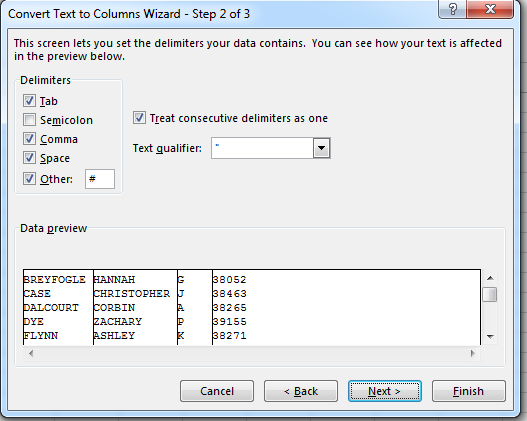 Convert Text to Columns Wizard - Step 2 of 3
?
This screen lets you set the delimiters your data contains. You can see how your text is affected
in the preview below.
Delimiters
Tab
Semicolon
Comma
Space
Other: #
Treat consecutive delimiters as one
Text qualifier: "
Data preview
BREYFOGLE HANNAH G 38052
CASE CHRISTOPHER J 38463
DALCOURT CORBIN A 38265
DYE ZACHARY P 39155
FLYNN ASHLEY K 38271
Cancel < Back Next > Finish